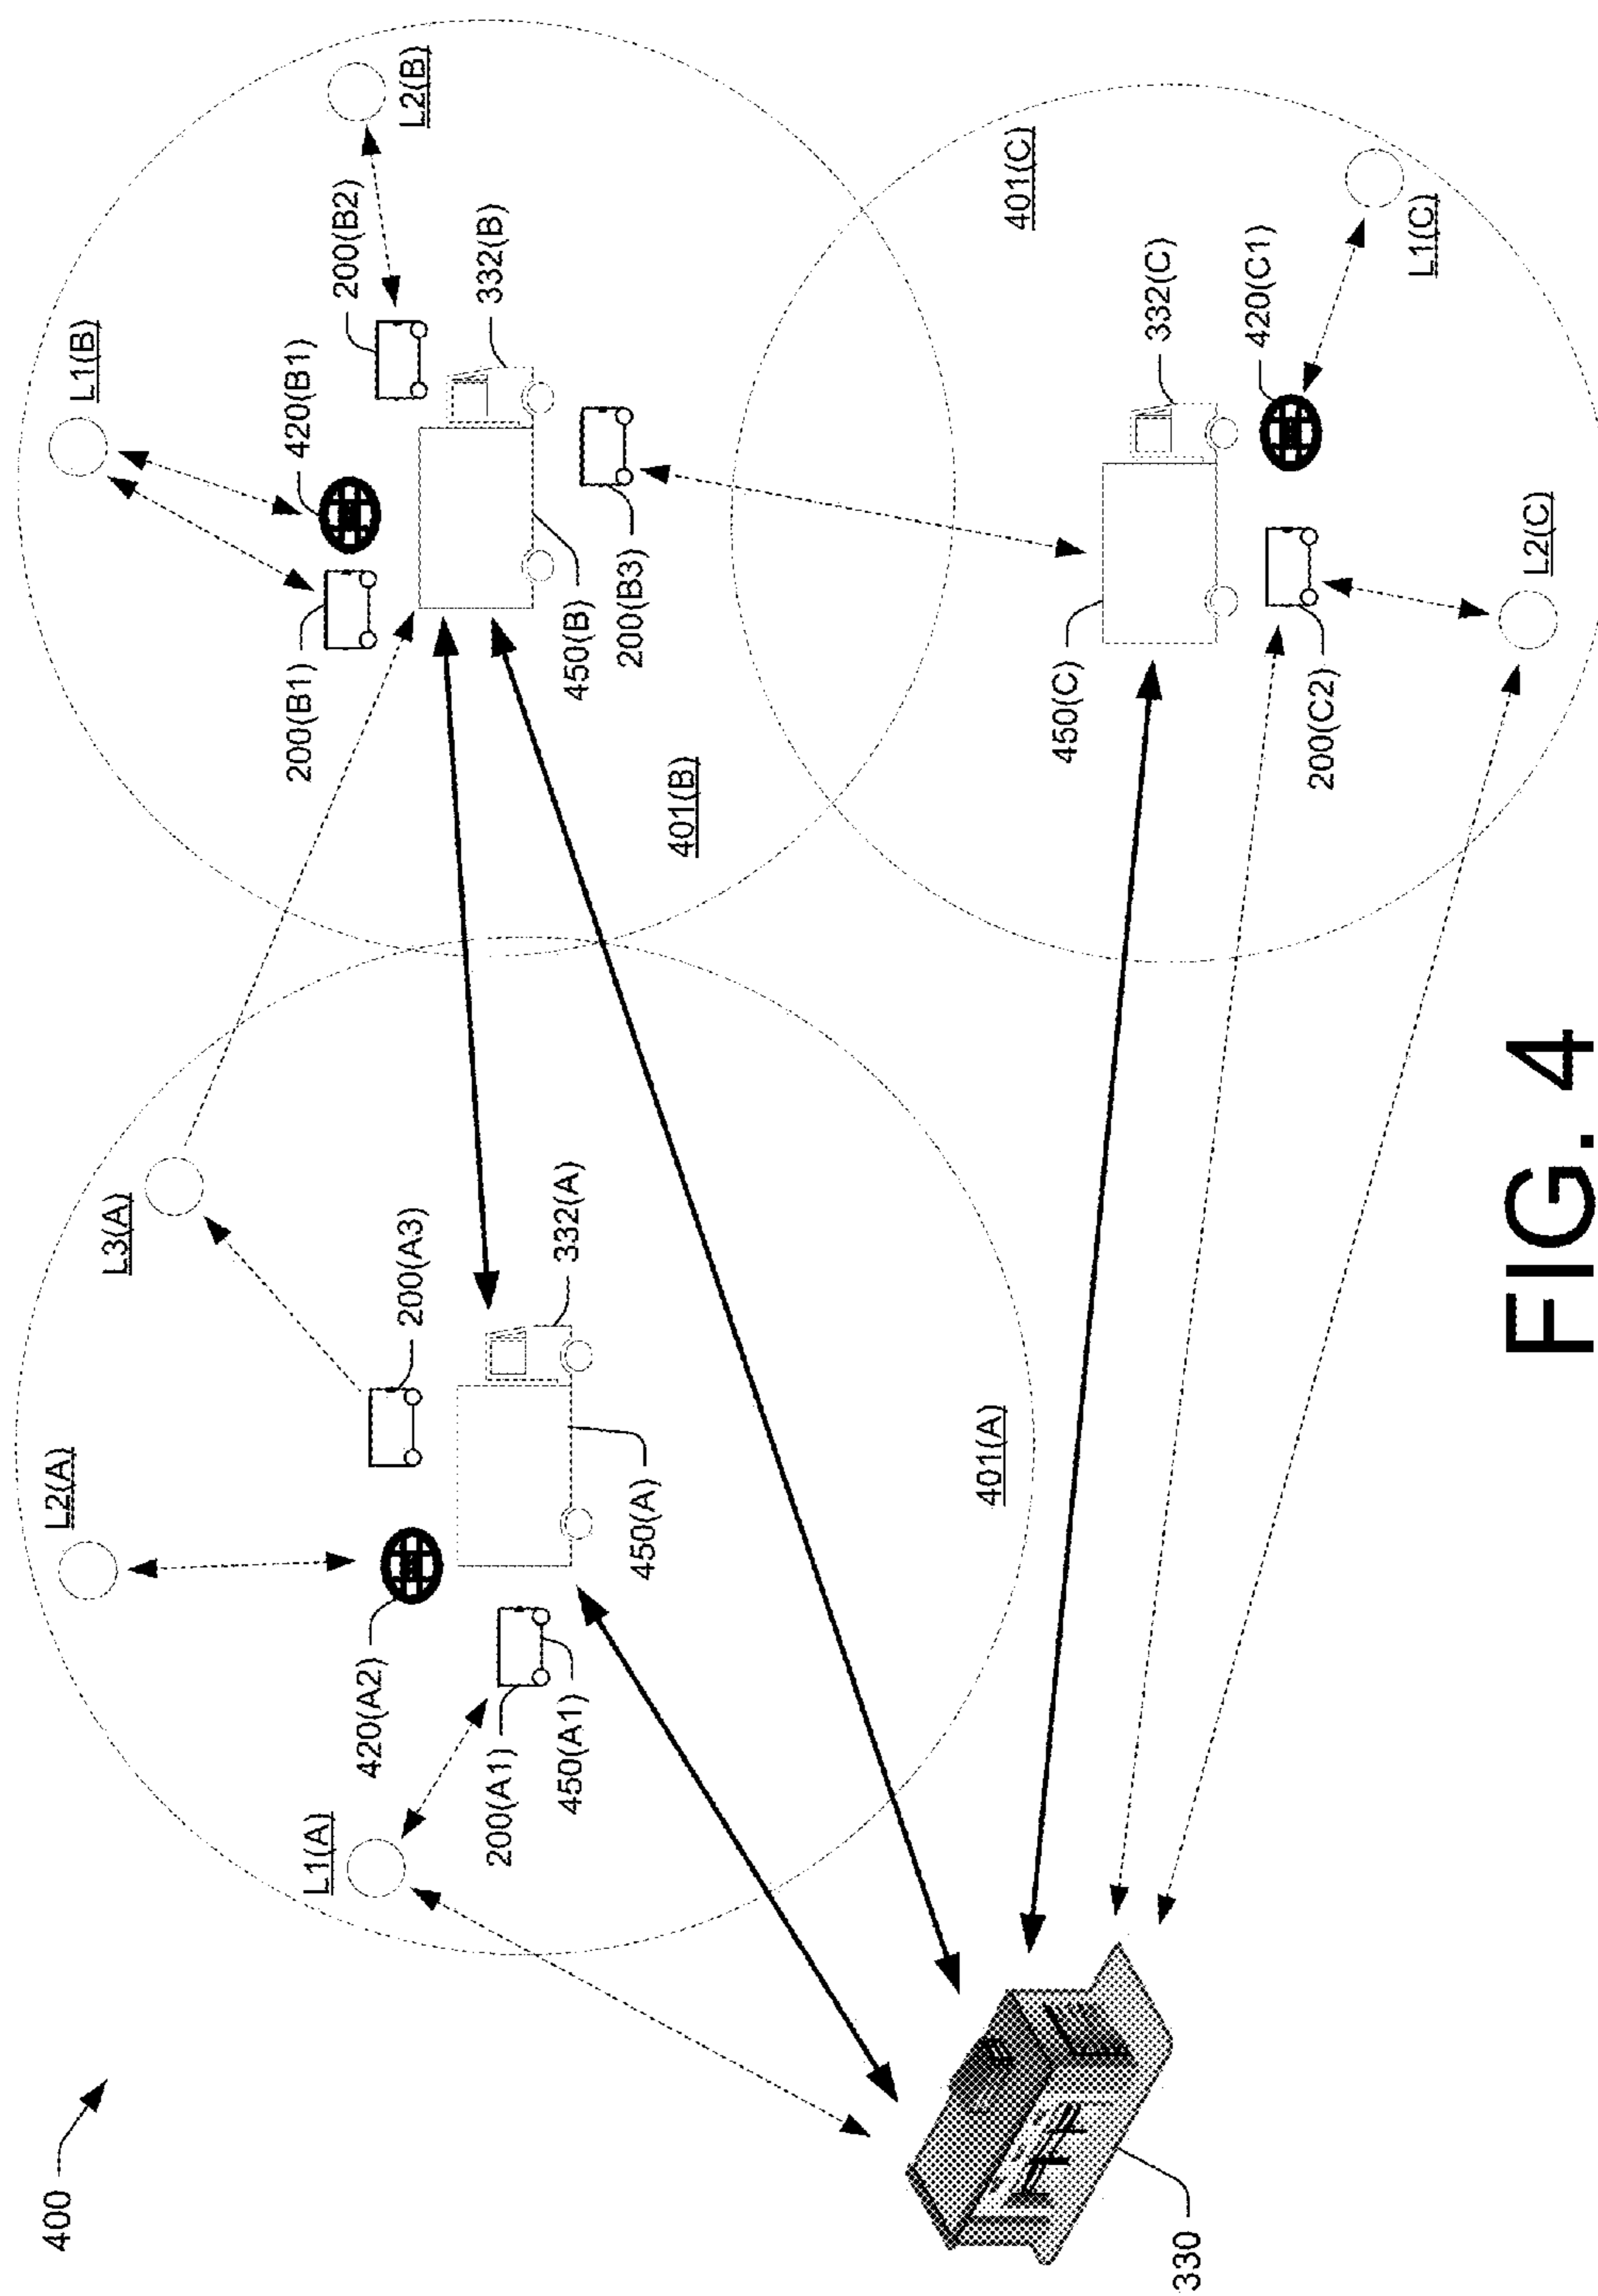 400
L1(A)
L2(A)
L3(A)
L1(B)
L2(B)
420(A2)
200(A3)
200(B1)
420(B1)
200(B2)
200(A1)
450(A1)
332(A)
332(B)
450(A)
450(B)
200(B3)
401(B)
401(A)
401(C)
450(C)
332(C)
420(C1)
200(C2)
L1(C)
L2(C)
330
FIG. 4